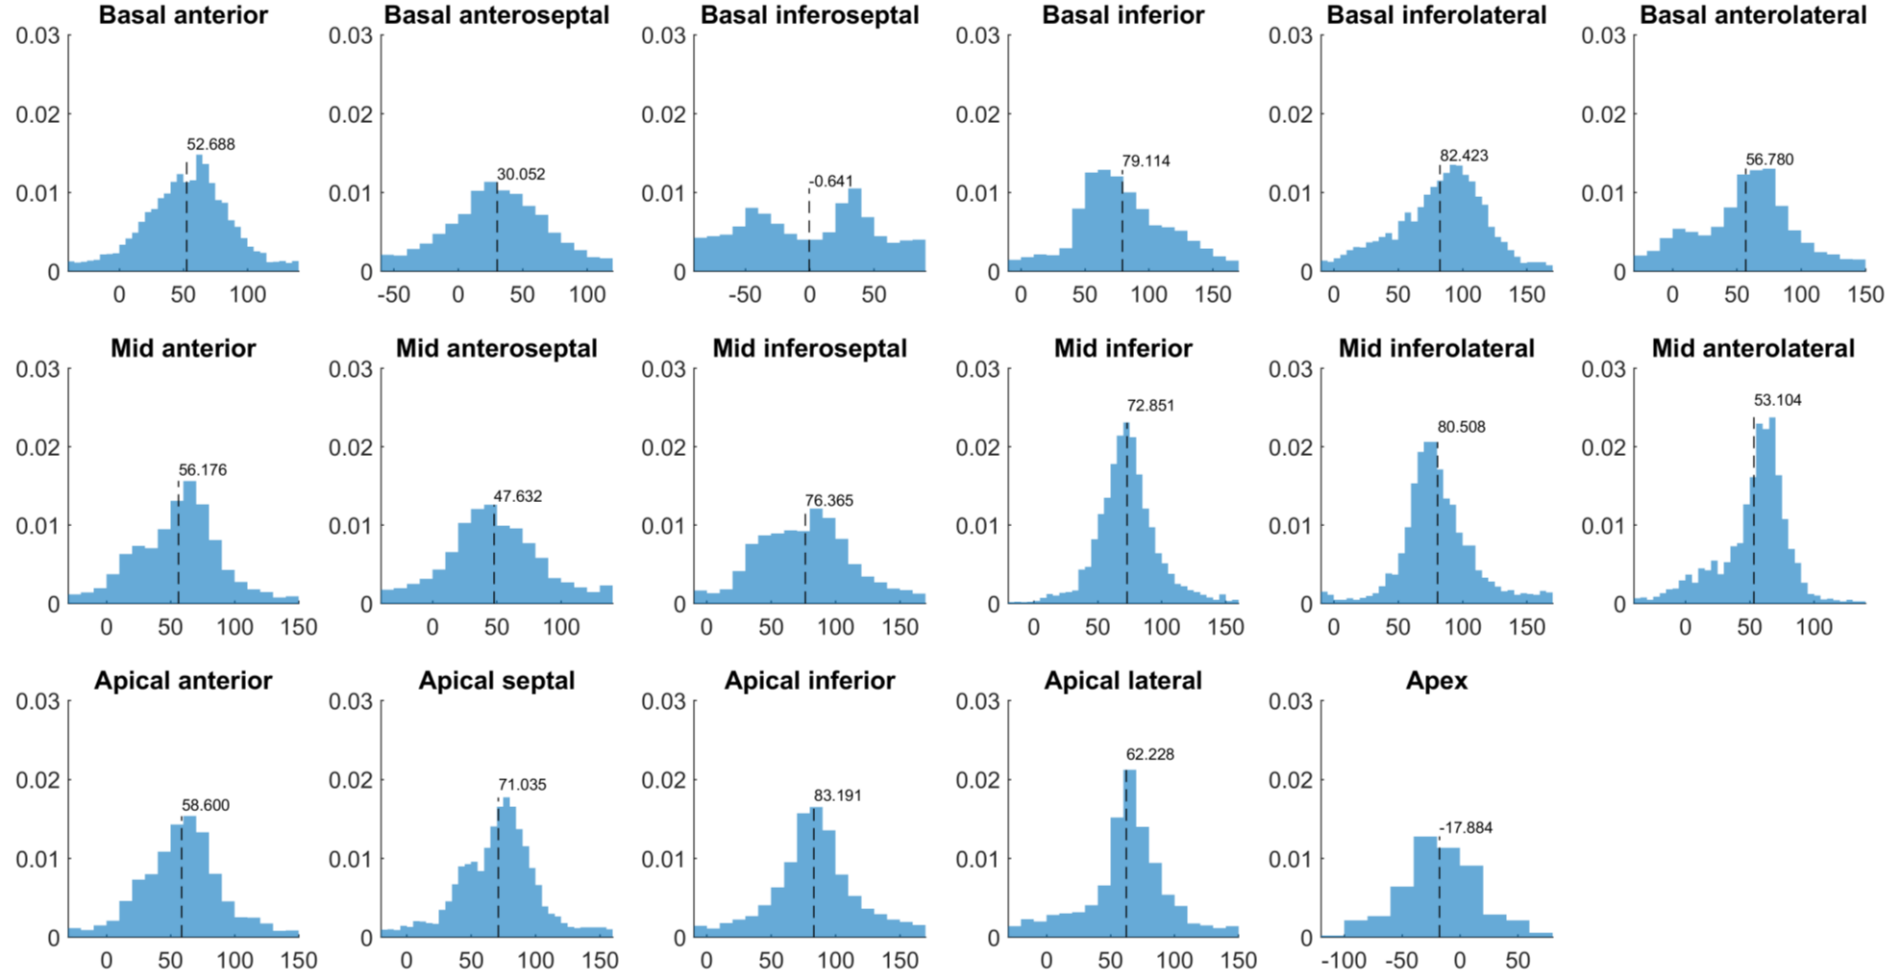 Basal anterior
0.03
0.02
0.01
0
52.688
0 50 100
Basal anteroseptal
0.03
0.02
0.01
0
30.052
-50 0 50 100
Basal inferoseptal
0.03
0.02
0.01
0
-0.641
-50 0 50
Basal inferior
0.03
0.02
0.01
0
79.114
0 50 100 150
Basal inferolateral
0.03
0.02
0.01
0
82.423
0 50 100 150
Basal anterolateral
0.03
0.02
0.01
0
56.780
0 50 100 150
Mid anterior
0.03
0.02
0.01
0
56.176
0 50 100 150
Mid anteroseptal
0.03
0.02
0.01
0
47.632
0 50 100
Mid inferoseptal
0.03
0.02
0.01
0
76.365
0 50 100 150
Mid inferior
0.03
0.02
0.01
0
72.851
0 50 100 150
Mid inferolateral
0.03
0.02
0.01
0
80.508
0 50 100 150
Mid anterolateral
0.03
0.02
0.01
0
53.104
0 50 100
Apical anterior
0.03
0.02
0.01
0
58.600
0 50 100 150
Apical septal
0.03
0.02
0.01
0
71.035
0 50 100 150
Apical inferior
0.03
0.02
0.01
0
83.191
0 50 100 150
Apical lateral
0.03
0.02
0.01
0
62.228
0 50 100 150
Apex
0.03
0.02
0.01
0
-17.884
-100 -50 0 50